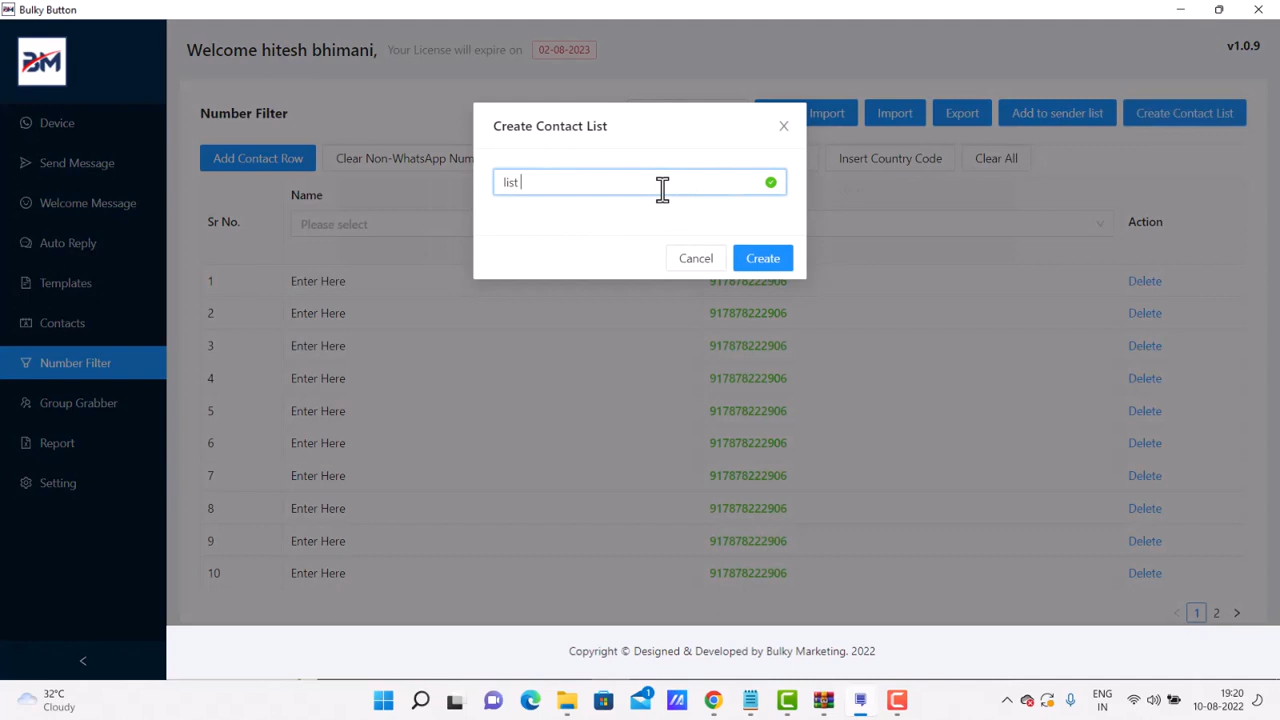 BM Bulky Button
BM
Welcome hitesh bhimani, Your License will expire on 02-08-2023
v1.0.9
Device
Send Message
Welcome Message
Auto Reply
Templates
Contacts
Number Filter
Group Grabber
Report
Setting
Number Filter
Import
Import
Export
Add to sender list
Create Contact List
Add Contact Row
Clear Non-WhatsApp Num
Insert Country Code
Clear All
Create Contact List
list
Cancel
Create
Name
Sr No.
Please select
Action
1 Enter Here 917878222906 Delete
2 Enter Here 917878222906 Delete
3 Enter Here 917878222906 Delete
4 Enter Here 917878222906 Delete
5 Enter Here 917878222906 Delete
6 Enter Here 917878222906 Delete
7 Enter Here 917878222906 Delete
8 Enter Here 917878222906 Delete
9 Enter Here 917878222906 Delete
10 Enter Here 917878222906 Delete
1 2
Copyright © Designed & Developed by Bulky Marketing. 2022
32°C
Cloudy
1
ENG
IN
19:20
10-08-2022